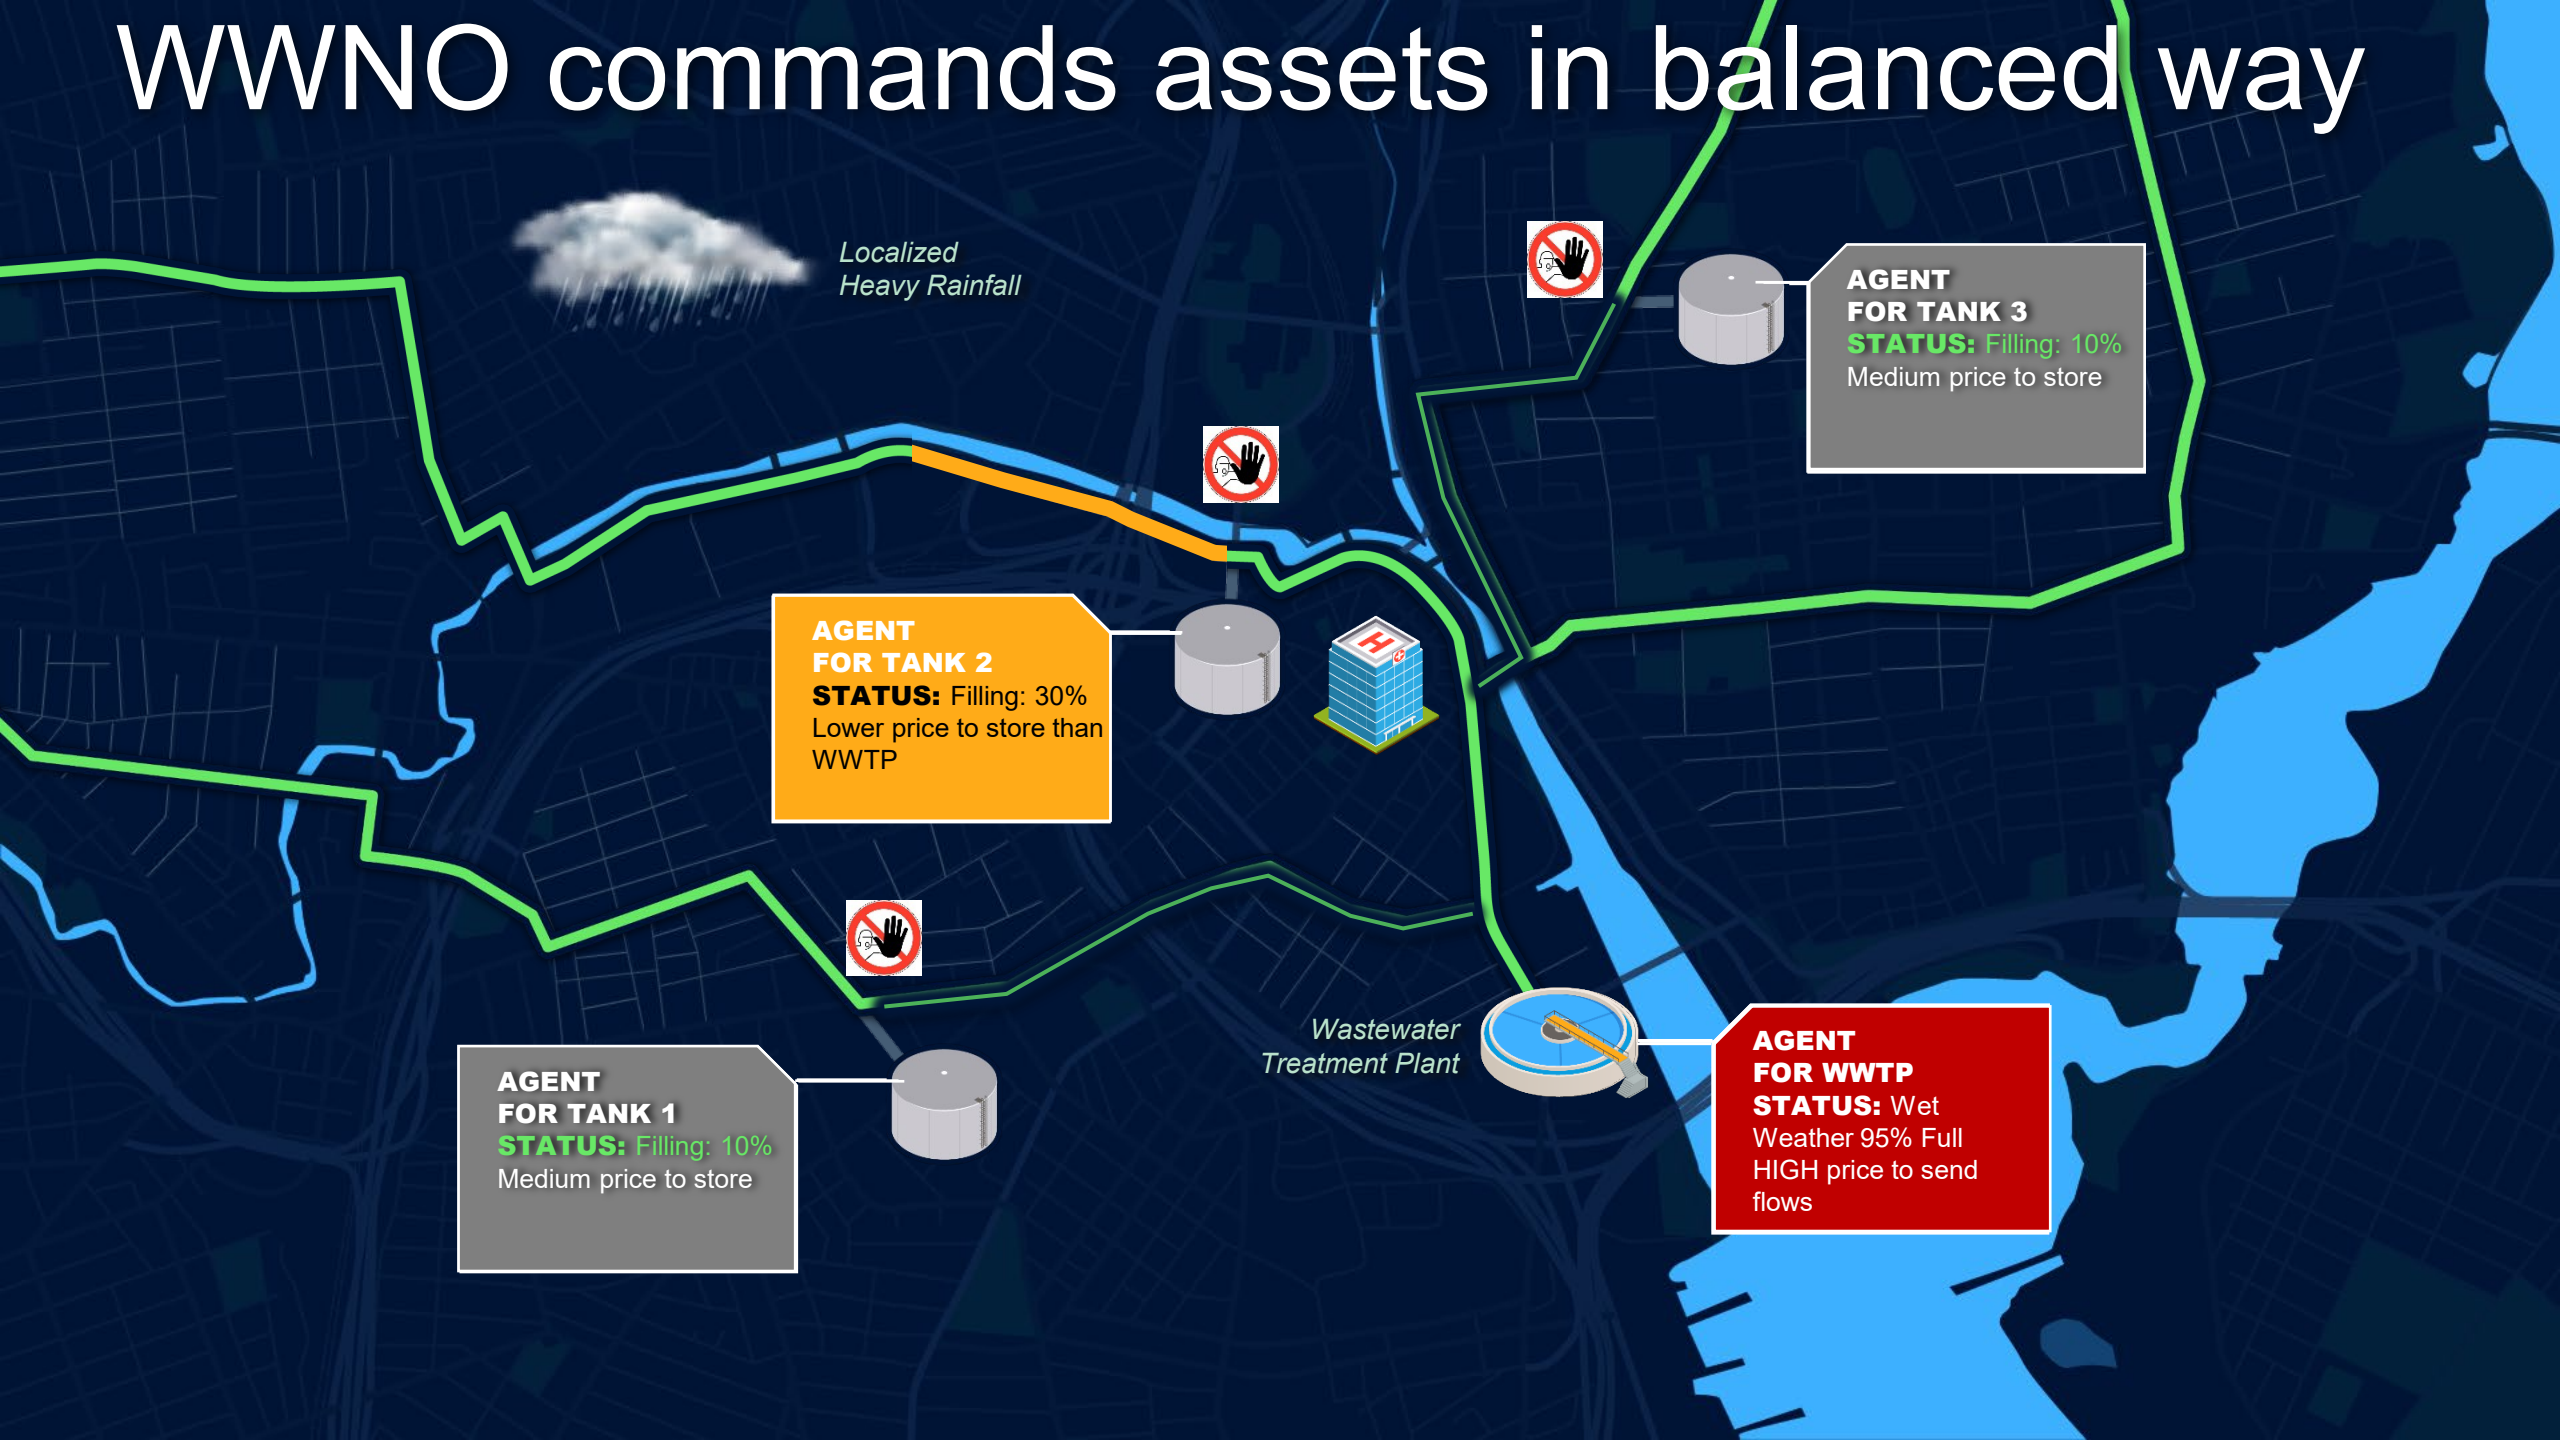 WWNO commands assets in balanced way
Localized
Heavy Rainfall
AGENT
FOR TANK 3
STATUS: Filling: 10%
Medium price to store
AGENT
FOR TANK 2
STATUS: Filling: 30%
Lower price to store than
WWTP
H
Wastewater
Treatment Plant
AGENT
FOR WWTP
STATUS: Wet
Weather 95% Full
HIGH price to send
flows
AGENT
FOR TANK 1
STATUS: Filling: 10%
Medium price to store